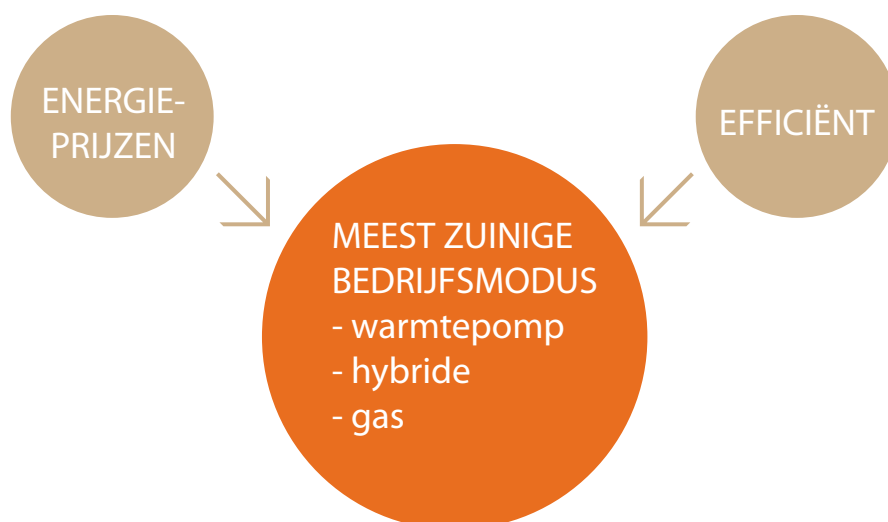 ENERGIE-
PRIJZEN
EFFICIËNT
MEEST ZUINIGE
BEDRIJFSMODUS
- warmtepomp
- hybride
- gas